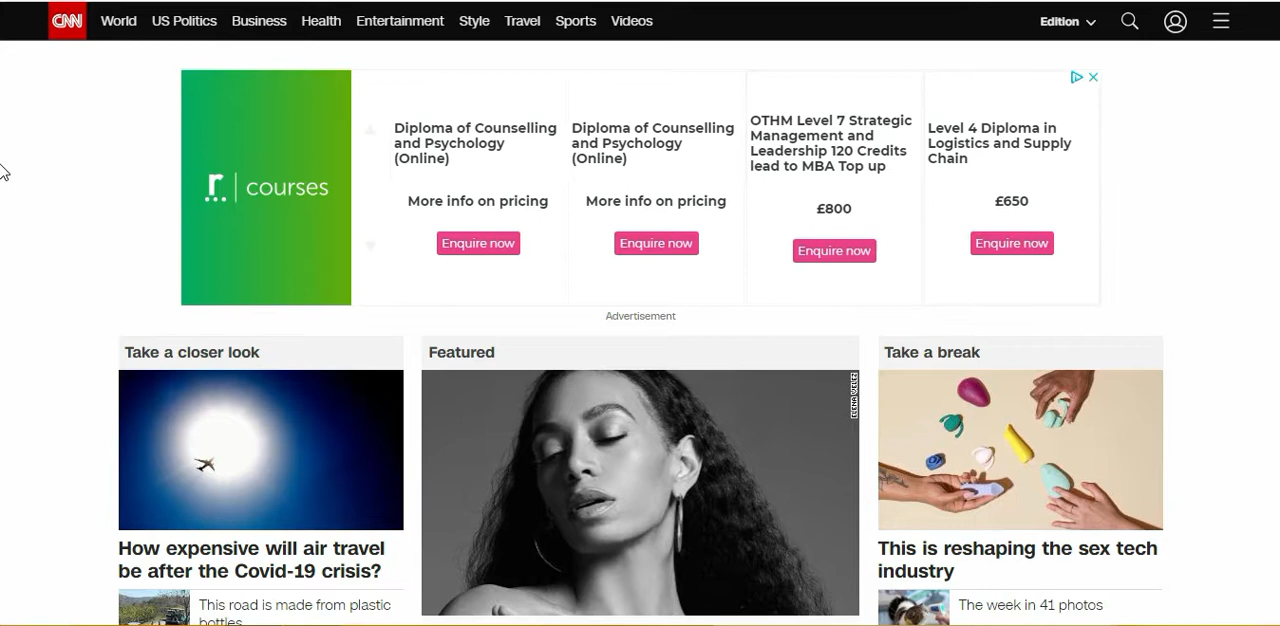 CNN World US Politics Business Health Entertainment Style Travel Sports Videos Edition
r. | courses
Diploma of Counselling
and Psychology
(Online)
More info on pricing
Enquire now
Diploma of Counselling
and Psychology
(Online)
More info on pricing
Enquire now
OTHM Level 7 Strategic
Management and
Leadership 120 Credits
lead to MBA Top up
£800
Enquire now
Level 4 Diploma in
Logistics and Supply
Chain
£650
Enquire now
Advertisement
Take a closer look
How expensive will air travel
be after the Covid-19 crisis?
This road is made from plastic
bottles
Featured
ELENA VELEZ
Take a break
This is reshaping the sex tech
industry
The week in 41 photos